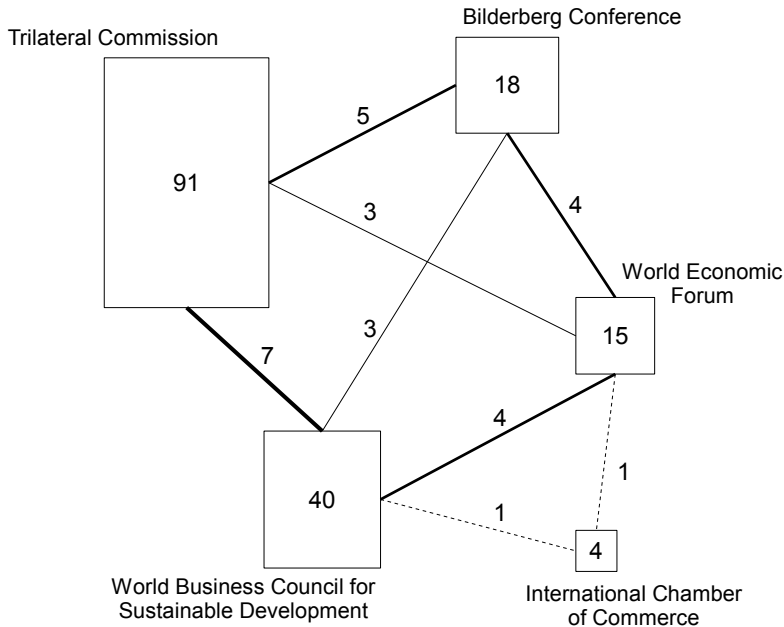 Bilderberg Conference
Trilateral Commission
18
5
91
3
4
World Economic
Forum
3
15
7
4
1
40
1
4
World Business Council for
Sustainable Development
International Chamber
of Commerce